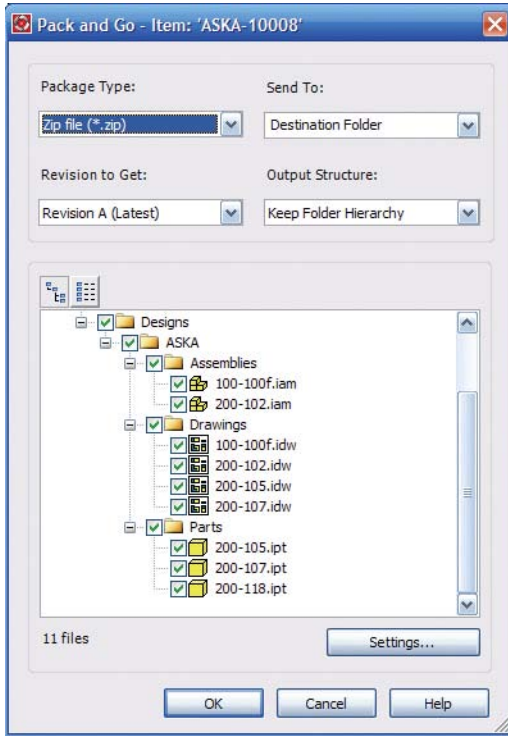 Pack and Go - Item: 'ASKA-10008'
Package Type:
Send To:
Zip file (*.zip)
Destination Folder
Revision to Get:
Output Structure:
Revision A (Latest)
Keep Folder Hierarchy
Designs
ASKA
Assemblies
100-100f.iam
200-102.iam
Drawings
100-100f.idw
200-102.idw
200-105.idw
200-107.idw
Parts
200-105.ipt
200-107.ipt
200-118.ipt
11 files
Settings...
OK
Cancel
Help